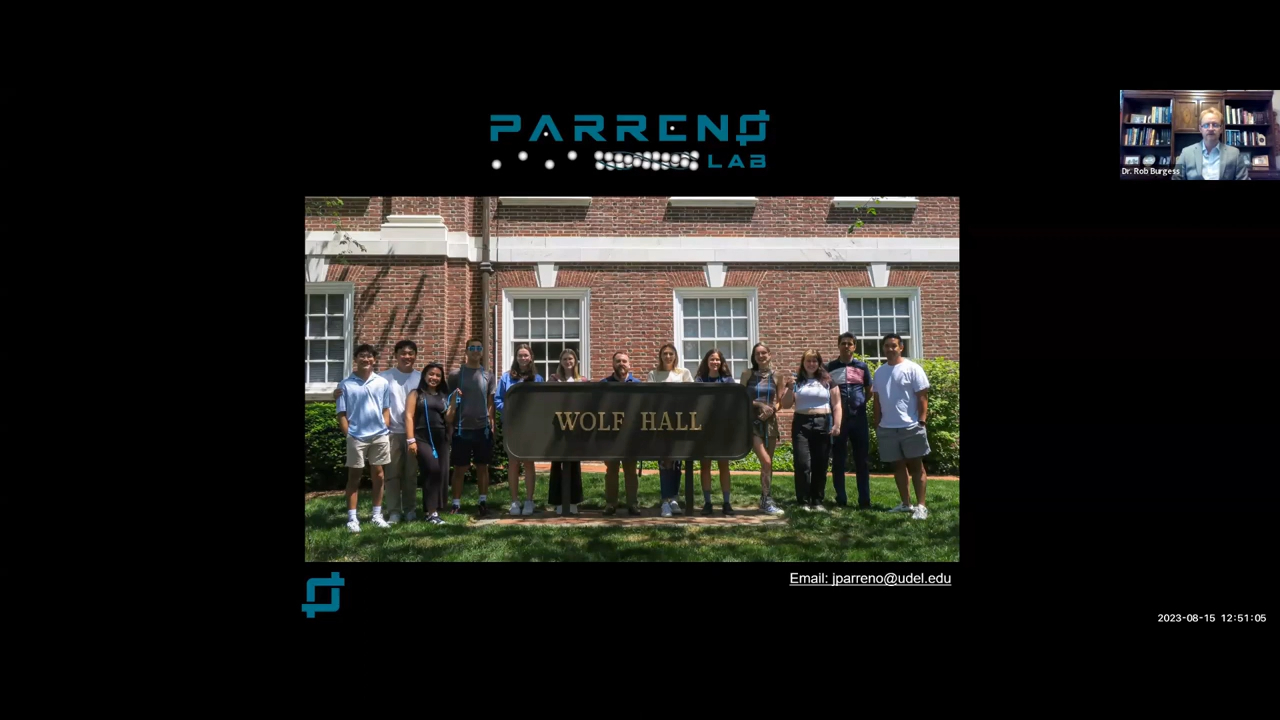 PARRENO
LAB
Dr. Rob Burgess
WOLF HALL
Email: jparreno@udel.edu
2023-08-15 12:51:05